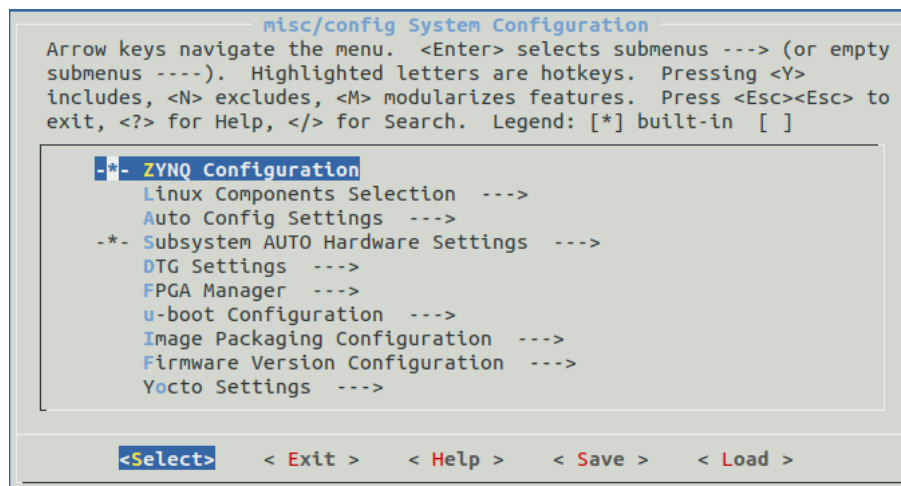 misc/config System Configuration
Arrow keys navigate the menu.  <Enter> selects submenus ---> (or empty
submenus ----).  Highlighted letters are hotkeys.  Pressing <Y>
includes, <N> excludes, <M> modularizes features.  Press <Esc><Esc> to
exit, <?> for Help, </> for Search.  Legend: [*] built-in  [ ]
-*- ZYNQ Configuration
Linux Components Selection  --->
Auto Config Settings  --->
-*- Subsystem AUTO Hardware Settings  --->
DTG Settings  --->
FPGA Manager  --->
u-boot Configuration  --->
Image Packaging Configuration  --->
Firmware Version Configuration  --->
Yocto Settings  --->
<Select>    < Exit >    < Help >    < Save >    < Load >